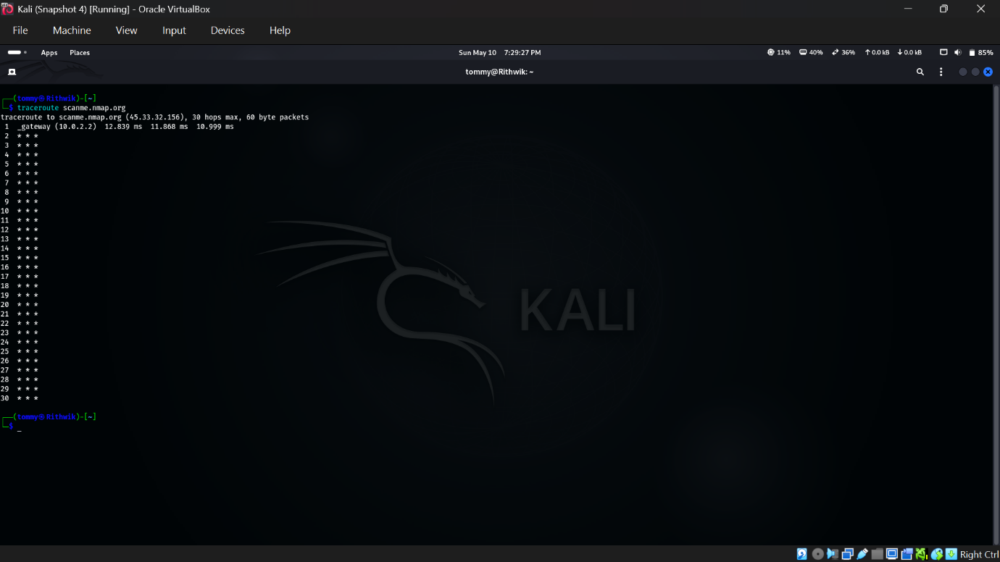 Kali (Snapshot 4) [Running] - Oracle VirtualBox
File Machine View Input Devices Help
Apps Places Sun May 10 7:29:27 PM 11% 40% 36% ↑0.0 kB ↓0.0 kB 85%
tommy@Rithwik: ~
┌──(tommy㉿Rithwik)-[~]
└─$ traceroute scanme.nmap.org
traceroute to scanme.nmap.org (45.33.32.156), 30 hops max, 60 byte packets
1 _gateway (10.0.2.2) 12.839 ms 11.868 ms 10.999 ms
2 * * *
3 * * *
4 * * *
5 * * *
6 * * *
7 * * *
8 * * *
9 * * *
10 * * *
11 * * *
12 * * *
13 * * *
14 * * *
15 * * *
16 * * *
17 * * *
18 * * *
19 * * *
20 * * *
21 * * *
22 * * *
23 * * *
24 * * *
25 * * *
26 * * *
27 * * *
28 * * *
29 * * *
30 * * *
┌──(tommy㉿Rithwik)-[~]
└─$ _
KALI
Right Ctrl